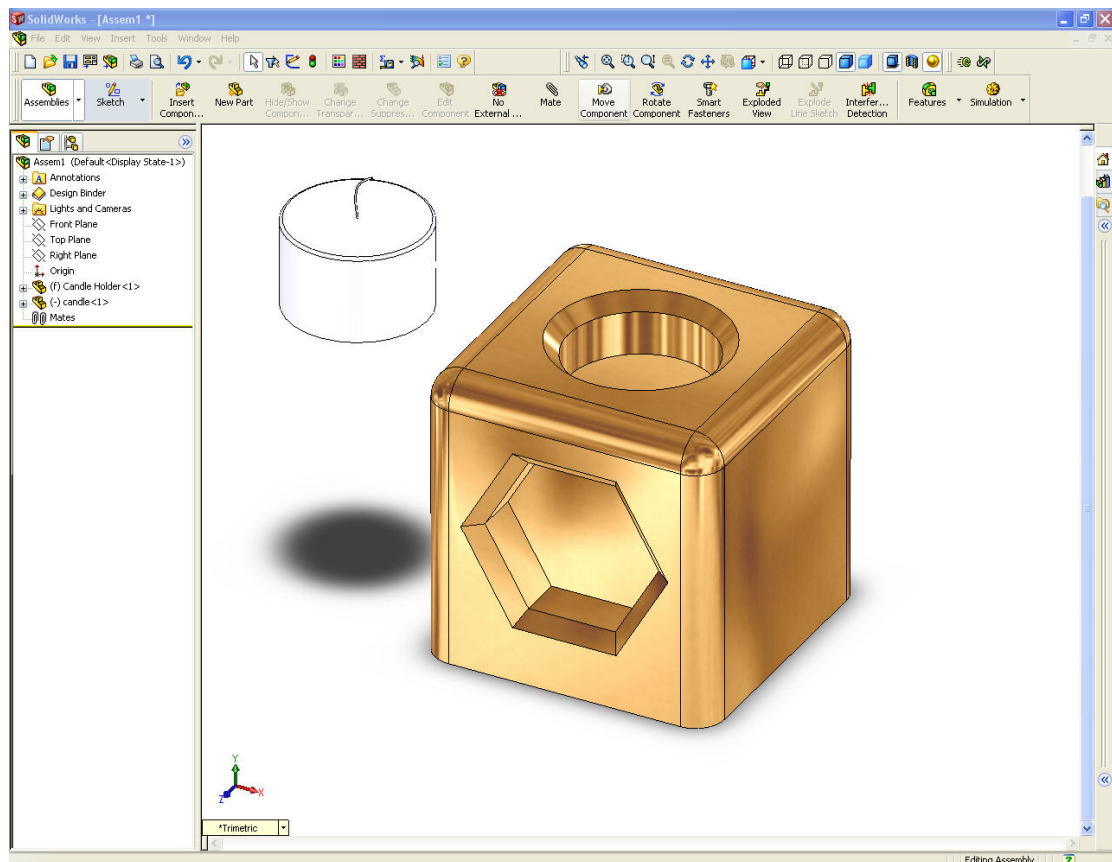 SolidWorks - [Assem1 *]
File Edit View Insert Tools Window Help
Assemblies Sketch Insert Compon... New Part Hide/Show Compon... Change Transpar... Change Suppres... Edit Component No External ... Mate Move Component Rotate Component Smart Fasteners Exploded View Explode Line Sketch Interfer... Detection Features Simulation
Assem1 (Default<Display State-1>)
Annotations
Design Binder
Lights and Cameras
Front Plane
Top Plane
Right Plane
Origin
(f) Candle Holder<1>
(-) candle<1>
Mates
Y
X
Z
*Trimetric
Editing Assembly